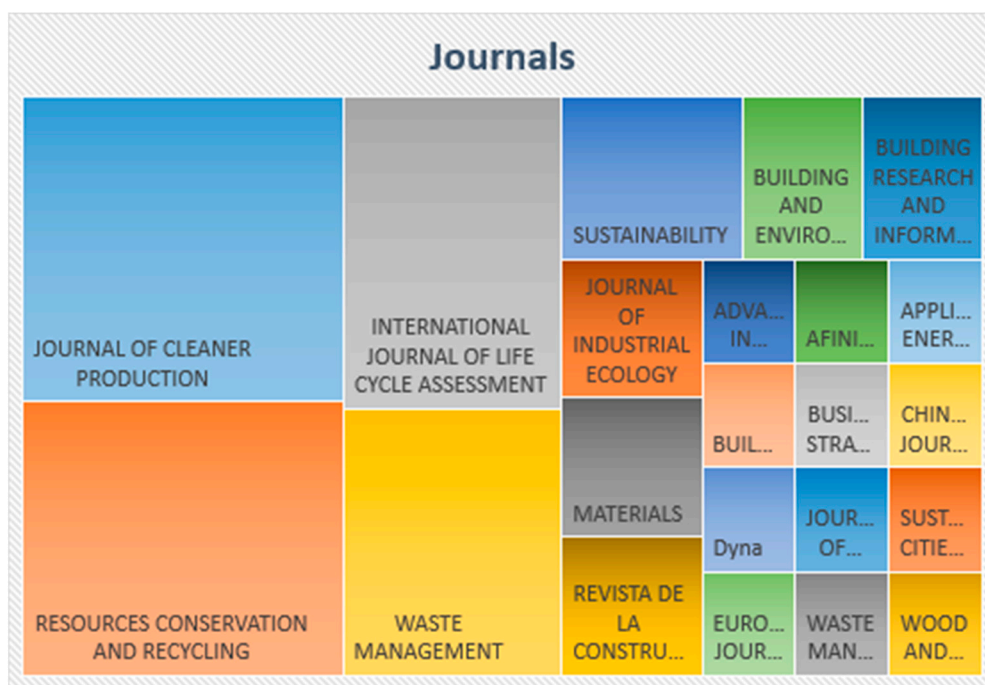 Journals
JOURNAL OF CLEANER
PRODUCTION
RESOURCES CONSERVATION
AND RECYCLING
INTERNATIONAL
JOURNAL OF LIFE
CYCLE ASSESSMENT
WASTE
MANAGEMENT
SUSTAINABILITY
BUILDING
AND
ENVIRO...
BUILDING
RESEARCH
AND
INFORM...
JOURNAL
OF
INDUSTRIAL
ECOLOGY
MATERIALS
REVISTA DE
LA
CONSTRU...
ADVA...
IN...
AFINI...
APPLI...
ENER...
BUIL...
BUSI...
STRA...
CHIN...
JOUR...
Dyna
JOUR...
OF...
SUST...
CITIE...
EURO...
JOUR...
WASTE
MAN...
WOOD
AND...